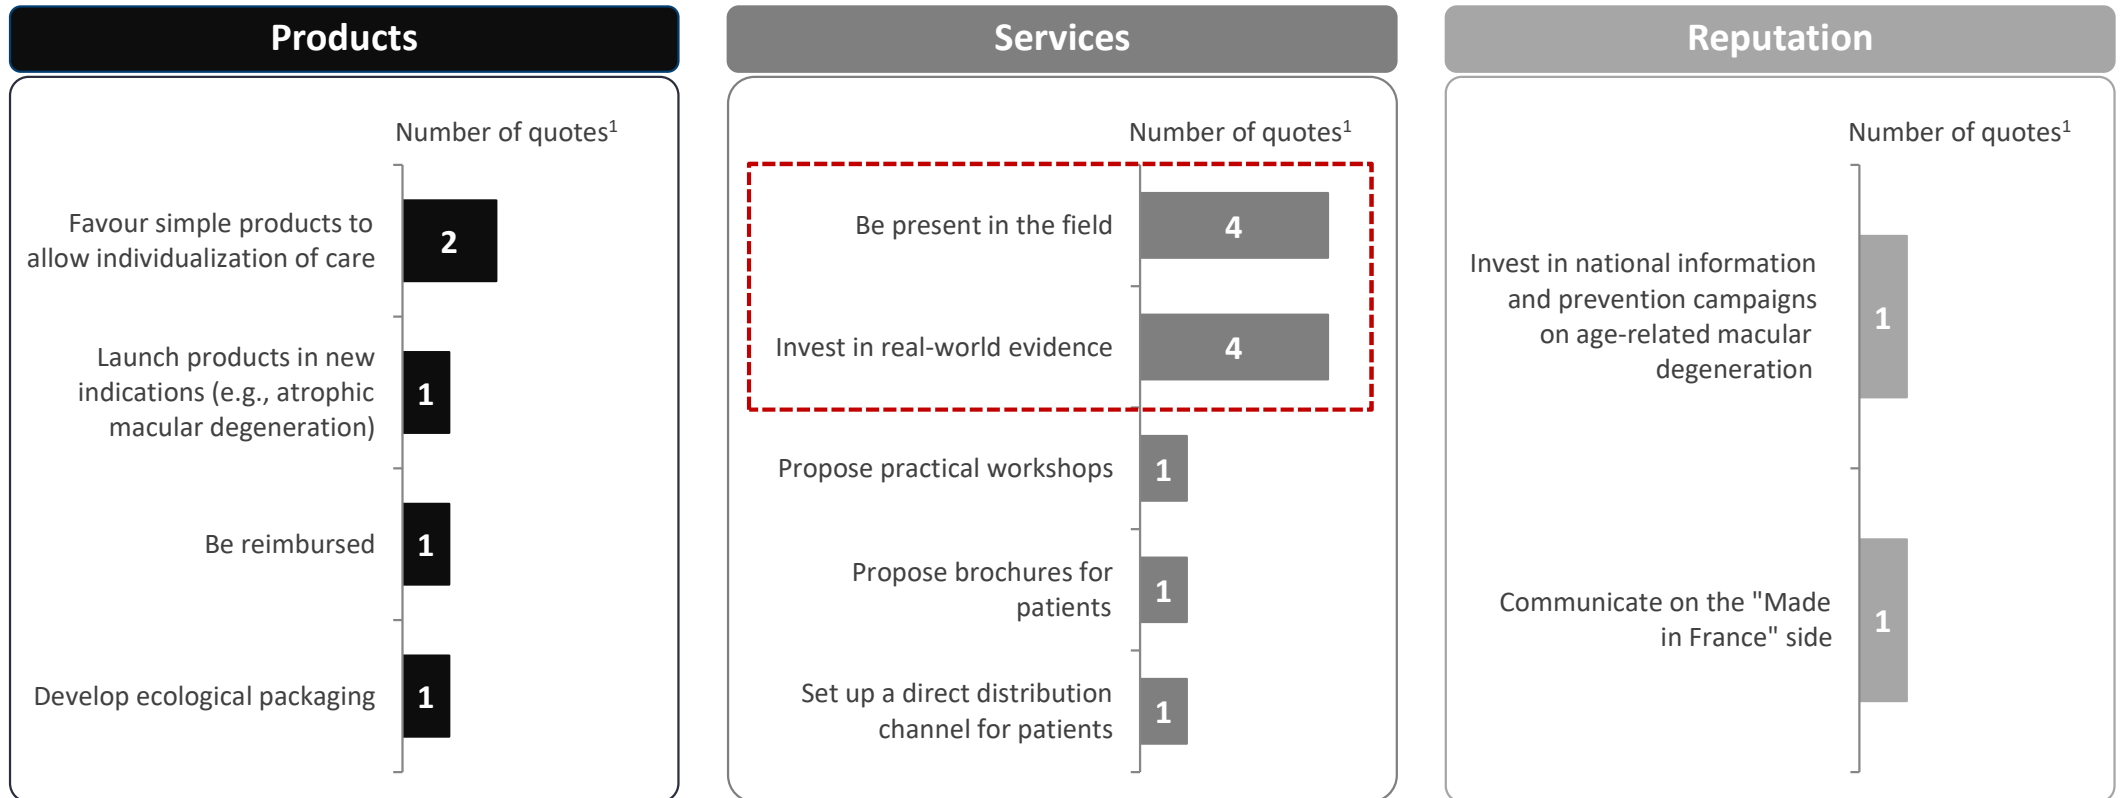 Products
Number of quotes1
Favour simple products to
allow individualization of care
2
Launch products in new
indications (e.g., atrophic
macular degeneration)
1
Be reimbursed
1
Develop ecological packaging
1
Services
Number of quotes1
Be present in the field
4
Invest in real-world evidence
4
Propose practical workshops
1
Propose brochures for
patients
1
Set up a direct distribution
channel for patients
1
Reputation
Number of quotes1
Invest in national information
and prevention campaigns
on age-related macular
degeneration
1
Communicate on the "Made
in France" side
1